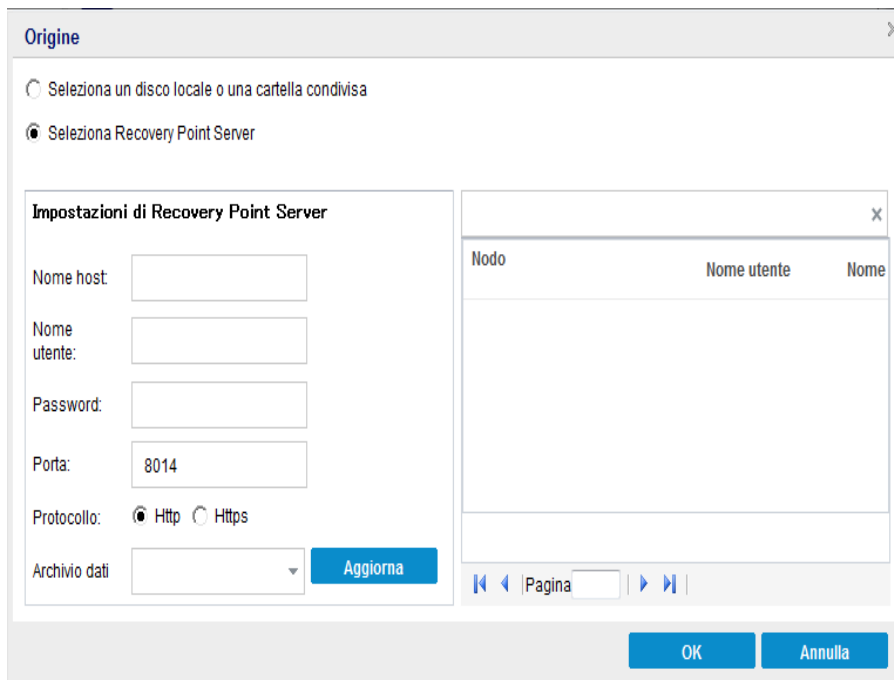 Origine
Seleziona un disco locale o una cartella condivisa
Seleziona Recovery Point Server
Impostazioni di Recovery Point Server
Nome host:
Nome
utente:
Password:
Porta:
8014
Protocollo:
Http
Https
Archivio dati
Aggiorna
Nodo
Nome utente
Nome
Pagina
OK
Annulla